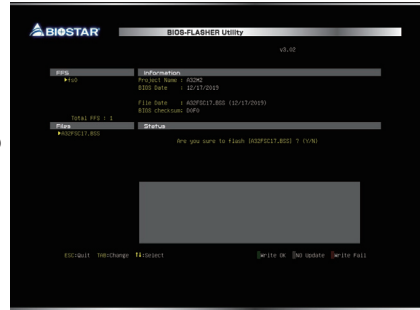 BIOSTAR
BIOS-FLASHER Utility
v3.02
FFS
Information
fs0
Project Name : A32M2
BIOS Date : 12/17/2019
File Date : A32FSC17.BSS (12/17/2019)
BIOS checksum: D0F0
Total FFS : 1
Files
Status
A32FSC17.BSS
Are you sure to flash [A32FSC17.BSS] ? (Y/N)
ESC:Quit TAB:Change ↑↓:Select
Write OK NO Update Write Fail